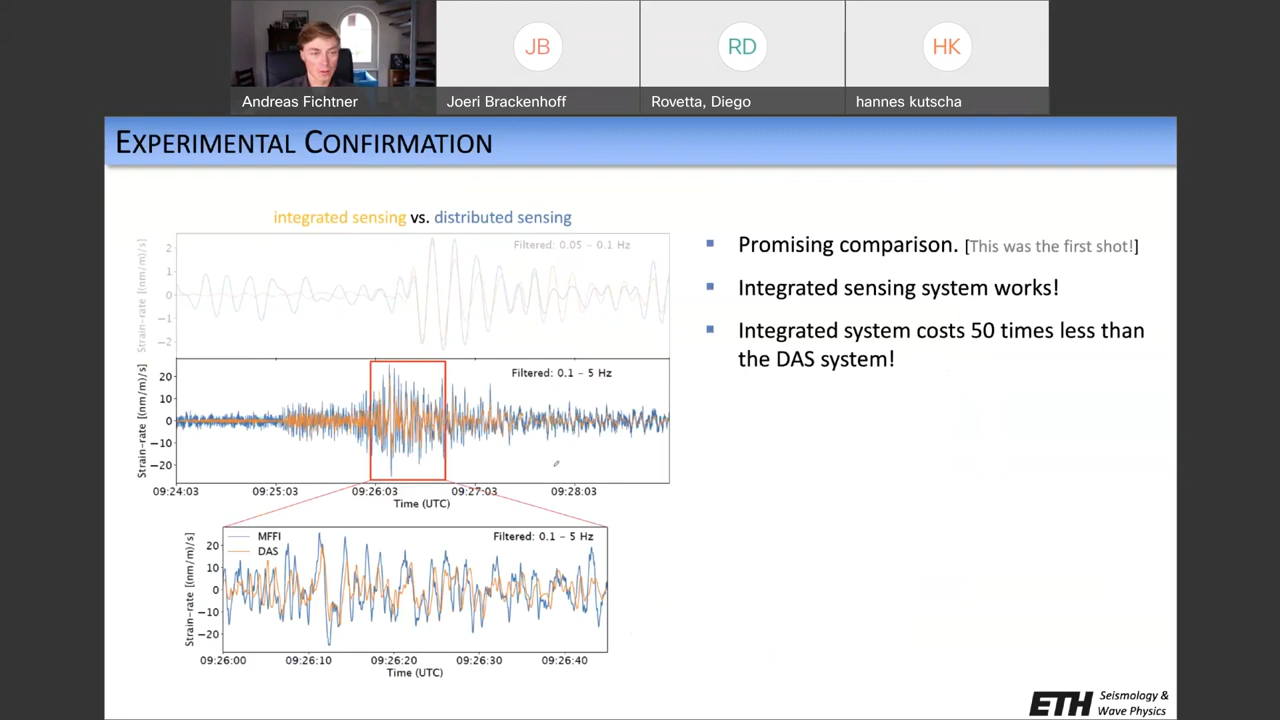 JB
RD
HK
Andreas Fichtner
Joeri Brackenhoff
Rovetta, Diego
hannes kutscha
EXPERIMENTAL CONFIRMATION
integrated sensing vs. distributed sensing
Filtered: 0.05 – 0.1 Hz
Strain-rate [(nm/m)/s]
2
1
0
−1
−2
Filtered: 0.1 – 5 Hz
Strain-rate [(nm/m)/s]
20
10
0
−10
−20
09:24:03 09:25:03 09:26:03 09:27:03 09:28:03
Time (UTC)
MFFI
DAS
Filtered: 0.1 – 5 Hz
Strain-rate [(nm/m)/s]
20
10
0
−10
−20
09:26:00 09:26:10 09:26:20 09:26:30 09:26:40
Time (UTC)
▪ Promising comparison. [This was the first shot!]
▪ Integrated sensing system works!
▪ Integrated system costs 50 times less than
the DAS system!
ETH Seismology &
Wave Physics